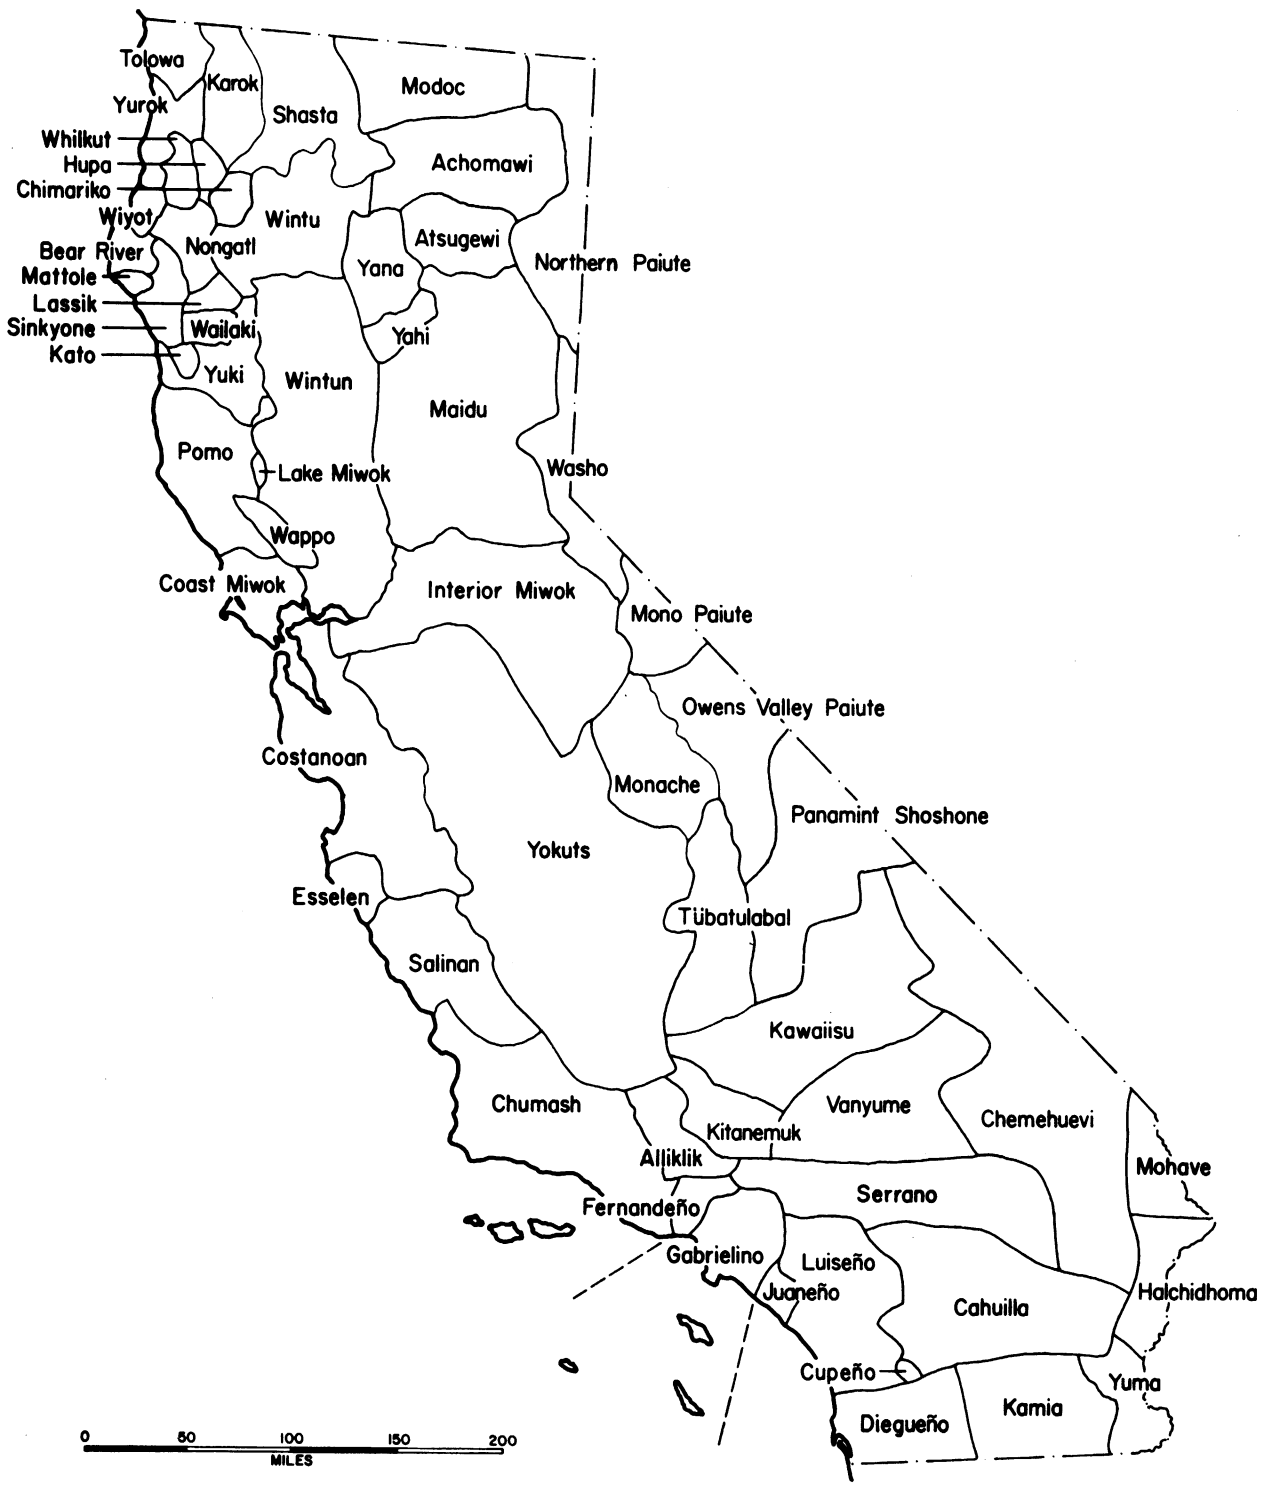 Tolowa
Karok
Modoc
Yurok
Shasta
Whilkut
Hupa
Achomawi
Chimariko
Wiyot
Wintu
Nongatl
Atsugewi
Bear River
Yana
Northern Paiute
Mattole
Lassik
Sinkyone
Wailaki
Yahi
Kato
Yuki
Wintun
Maidu
Pomo
Lake Miwok
Washo
Wappo
Coast Miwok
Interior Miwok
Mono Paiute
Owens Valley Paiute
Costanoan
Monache
Panamint Shoshone
Yokuts
Esselen
Tübatulabal
Salinan
Kawaiisu
Chumash
Vanyume
Chemehuevi
Kitanemuk
Alliklik
Mohave
Serrano
Fernandeño
Gabrielino
Luiseño
Juaneño
Halchidhoma
Cahuilla
Cupeño
Yuma
Diegueño
Kamia
0 50 100 150 200
MILES